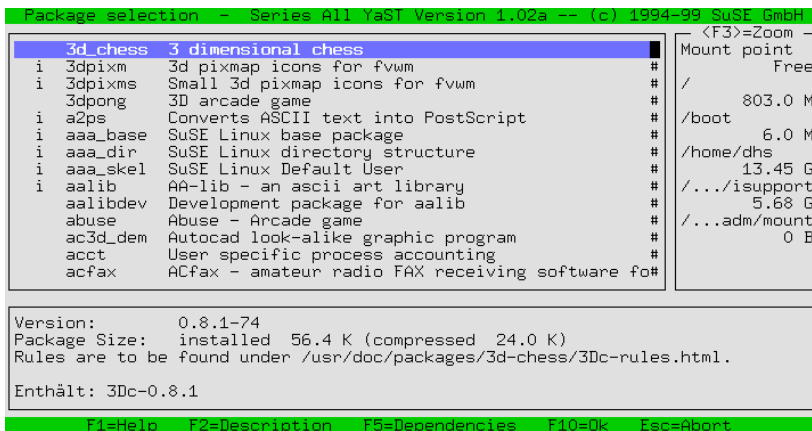 Package selection  -  Series All YaST Version 1.02a -- (c) 1994-99 SuSE GmbH
<F3>=Zoom
3d_chess  3 dimensional chess
i  3dpixm    3d pixmap icons for fvwm #
i  3dpixms   Small 3d pixmap icons for fvwm #
3dpong    3D arcade game #
i  a2ps      Converts ASCII text into PostScript #
i  aaa_base  SuSE Linux base package #
i  aaa_dir   SuSE Linux directory structure #
i  aaa_skel  SuSE Linux Default User #
i  aalib     AA-lib - an ascii art library #
aalibdev  Development package for aalib #
abuse     Abuse - Arcade game #
ac3d_dem  Autocad look-alike graphic program #
acct      User specific process accounting #
acfax     ACfax - amateur radio FAX receiving software fo#
Mount point
Free
/
803.0 M
/boot
6.0 M
/home/dhs
13.45 G
/.../isupport
5.68 G
/...adm/mount
0 B
Version:       0.8.1-74
Package Size:  installed  56.4 K (compressed  24.0 K)
Rules are to be found under /usr/doc/packages/3d-chess/3Dc-rules.html.
Enthält: 3Dc-0.8.1
F1=Help  F2=Description  F5=Dependencies  F10=Ok  Esc=Abort